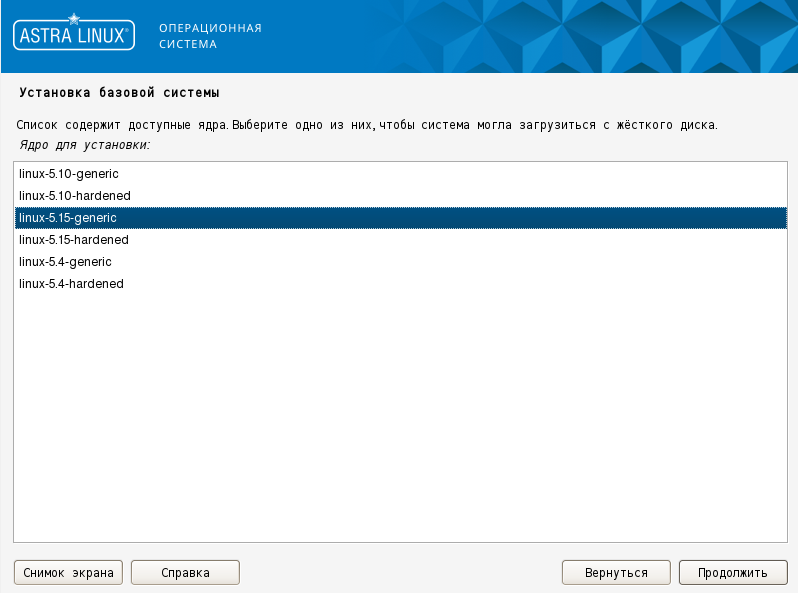 ASTRA LINUX®
ОПЕРАЦИОННАЯ
СИСТЕМА
Установка базовой системы
Список содержит доступные ядра. Выберите одно из них, чтобы система могла загрузиться с жёсткого диска.
Ядро для установки:
linux-5.10-generic
linux-5.10-hardened
linux-5.15-generic
linux-5.15-hardened
linux-5.4-generic
linux-5.4-hardened
Снимок экрана Справка Вернуться Продолжить